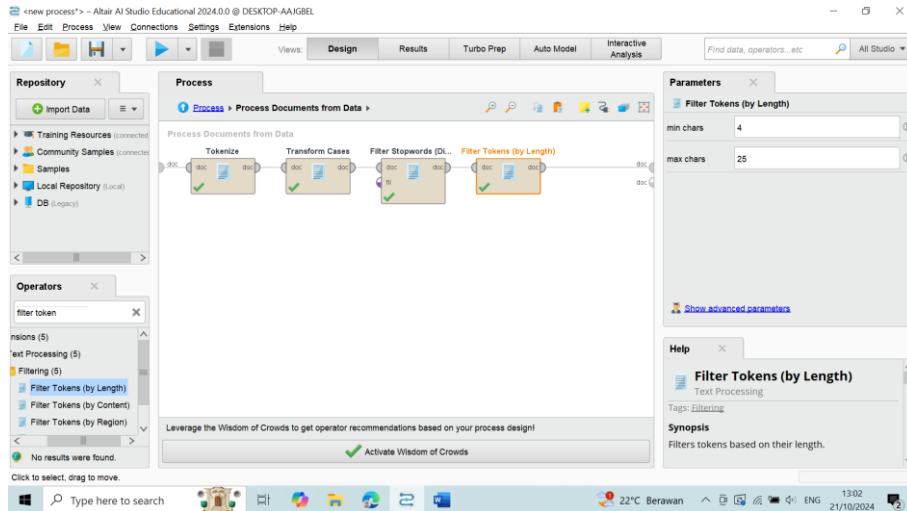 <new process*> – Altair AI Studio Educational 2024.0.0 @ DESKTOP-AAJGBEL
File Edit Process View Connections Settings Extensions Help
Views: Design Results Turbo Prep Auto Model Interactive Analysis
Find data, operators...etc All Studio
Repository
Import Data
Training Resources (connected
Community Samples (connected
Samples
Local Repository (Local)
DB (Legacy)
Operators
filter token
nsions (5)
ext Processing (5)
Filtering (5)
Filter Tokens (by Length)
Filter Tokens (by Content)
Filter Tokens (by Region)
No results were found.
Process
Process Process Documents from Data
Process Documents from Data
Tokenize Transform Cases Filter Stopwords (Di... Filter Tokens (by Length)
doc doc doc doc doc doc doc doc doc doc
fil doc
Leverage the Wisdom of Crowds to get operator recommendations based on your process design!
Activate Wisdom of Crowds
Parameters
Filter Tokens (by Length)
min chars 4
max chars 25
Show advanced parameters
Help
Filter Tokens (by Length)
Text Processing
Tags: Filtering
Synopsis
Filters tokens based on their length.
Click to select, drag to move.
Type here to search
22°C Berawan ENG 13:02
21/10/2024
2